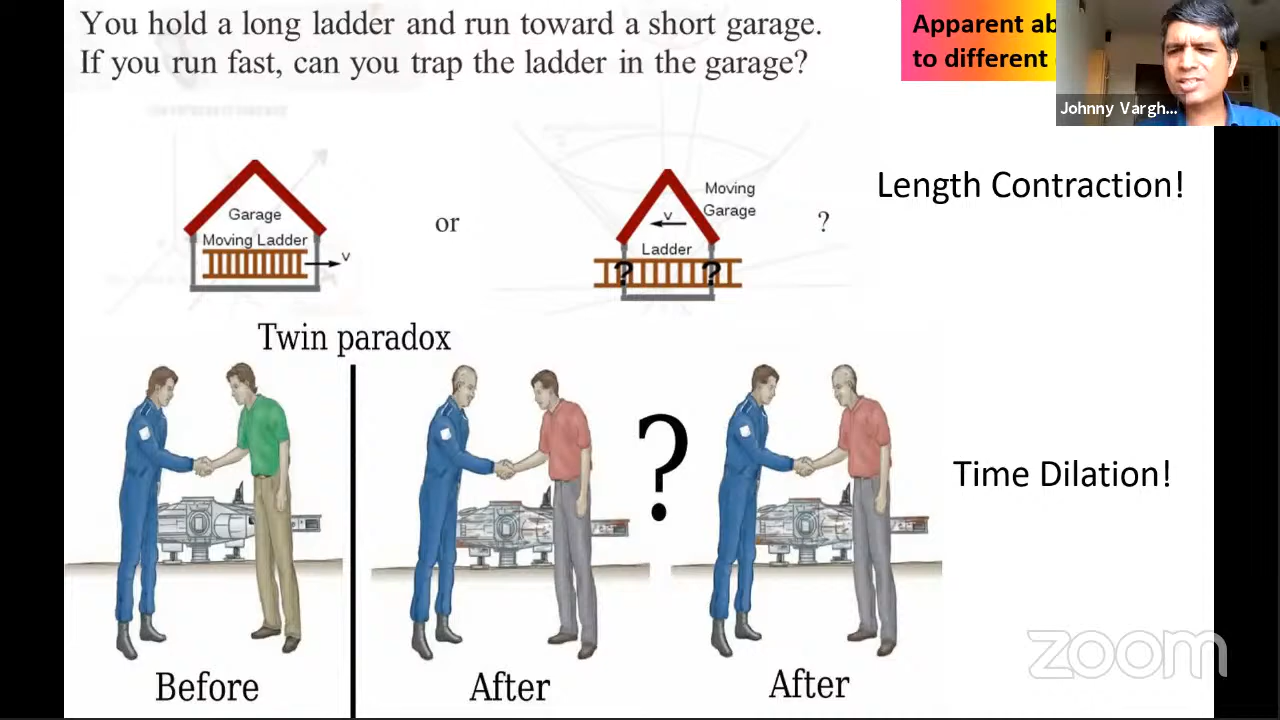 You hold a long ladder and run toward a short garage.
If you run fast, can you trap the ladder in the garage?
Apparent
to different
Johnny Vargh...
Length Contraction!
Garage
Moving Ladder
v
or
Moving
Garage
v
Ladder
? ?
?
Twin paradox
?
Time Dilation!
Before
After
After
zoom